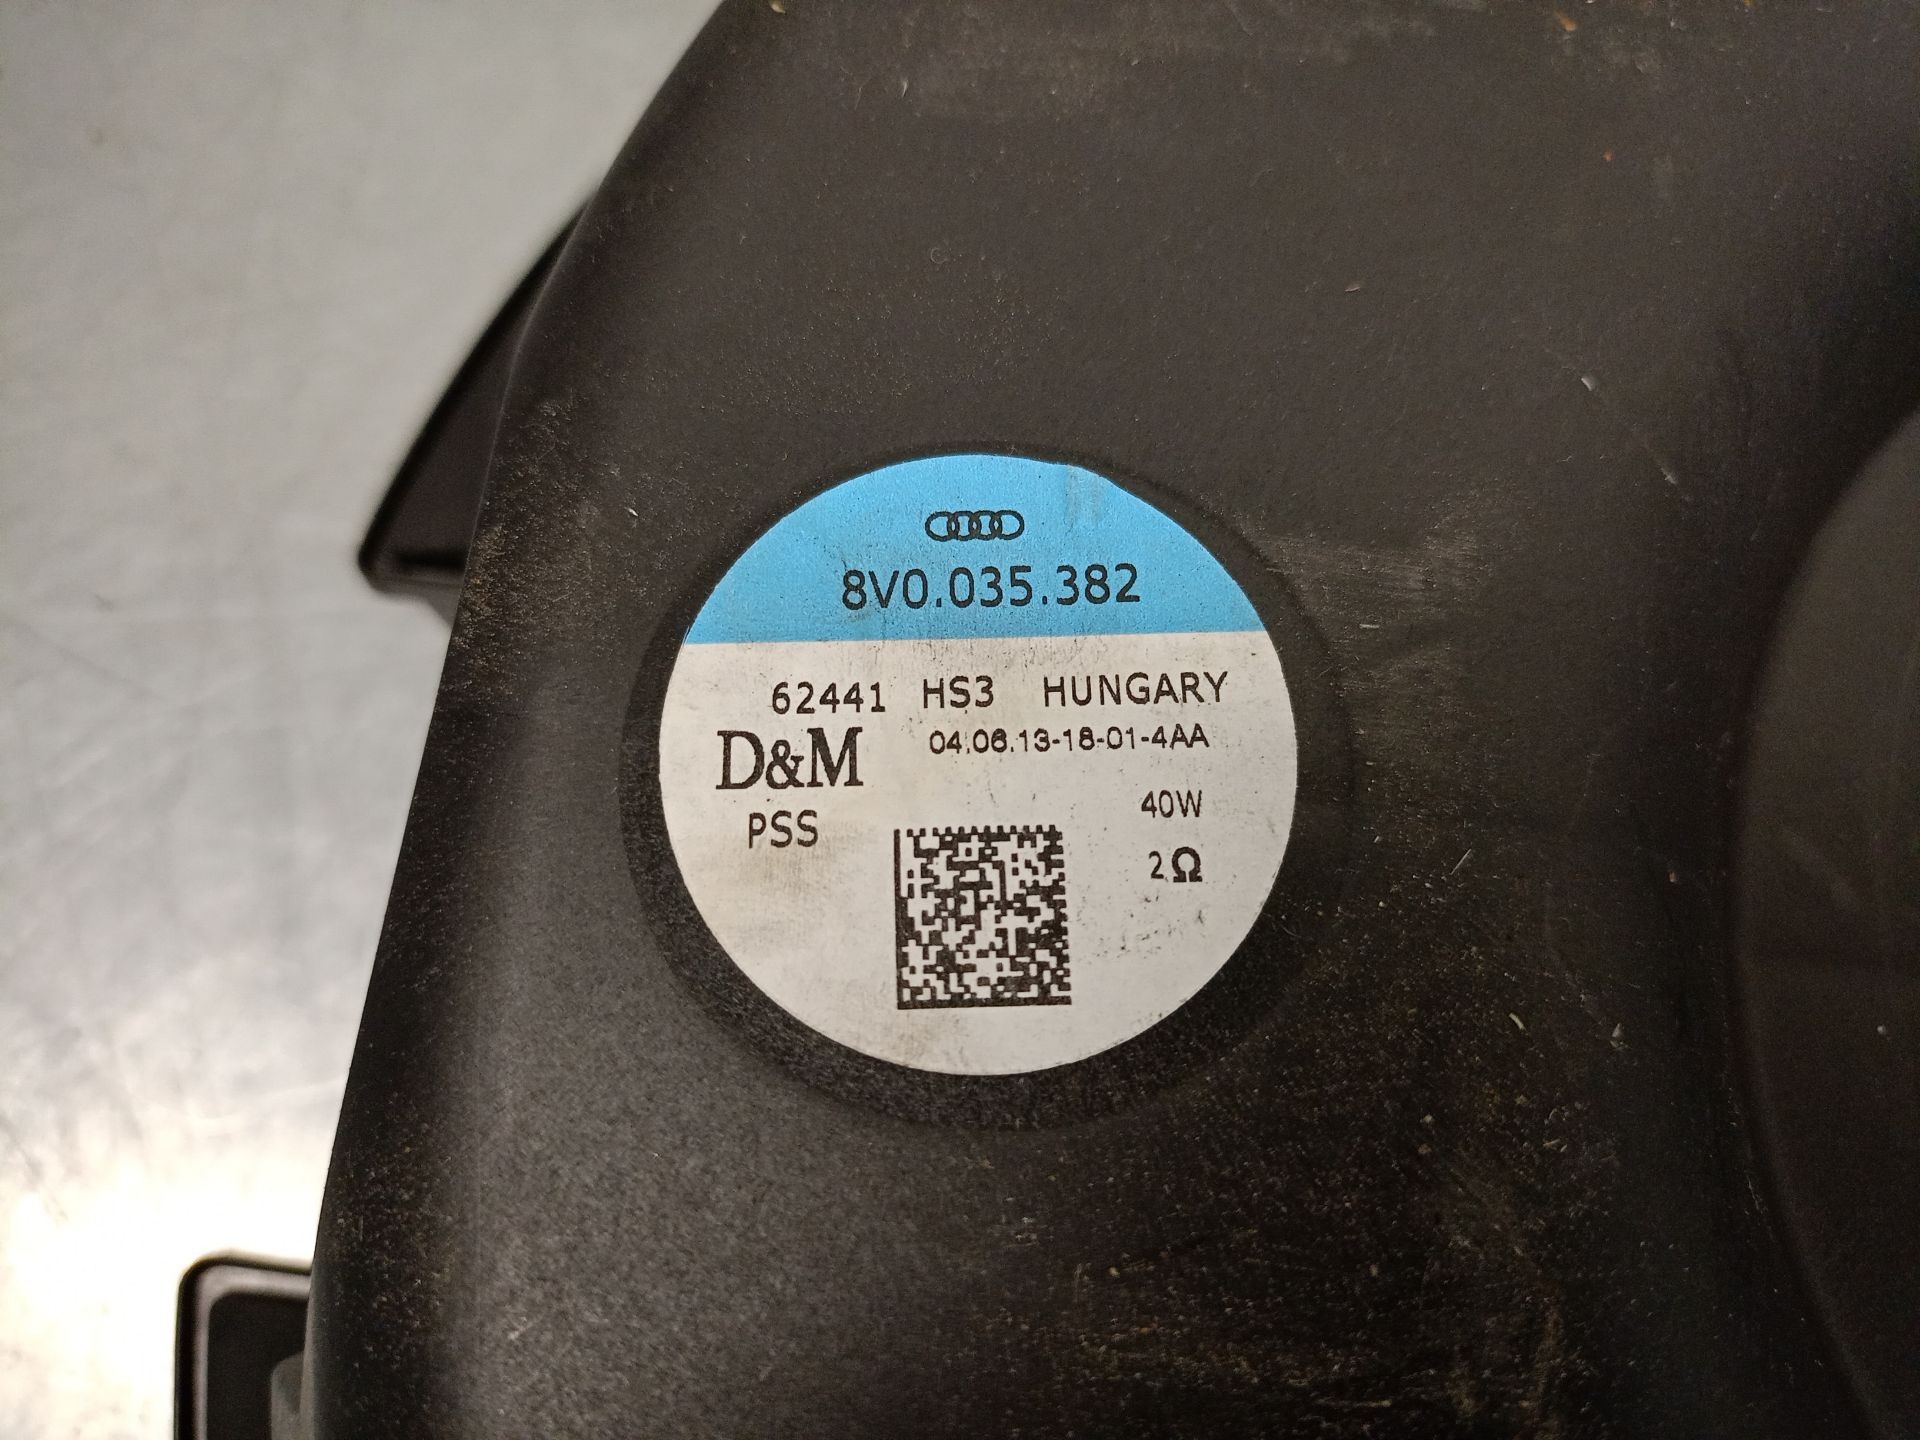 8V0.035.382
62441 HS3 HUNGARY
D&M 04.06.13-18-01-4AA
PSS 40W
2Ω